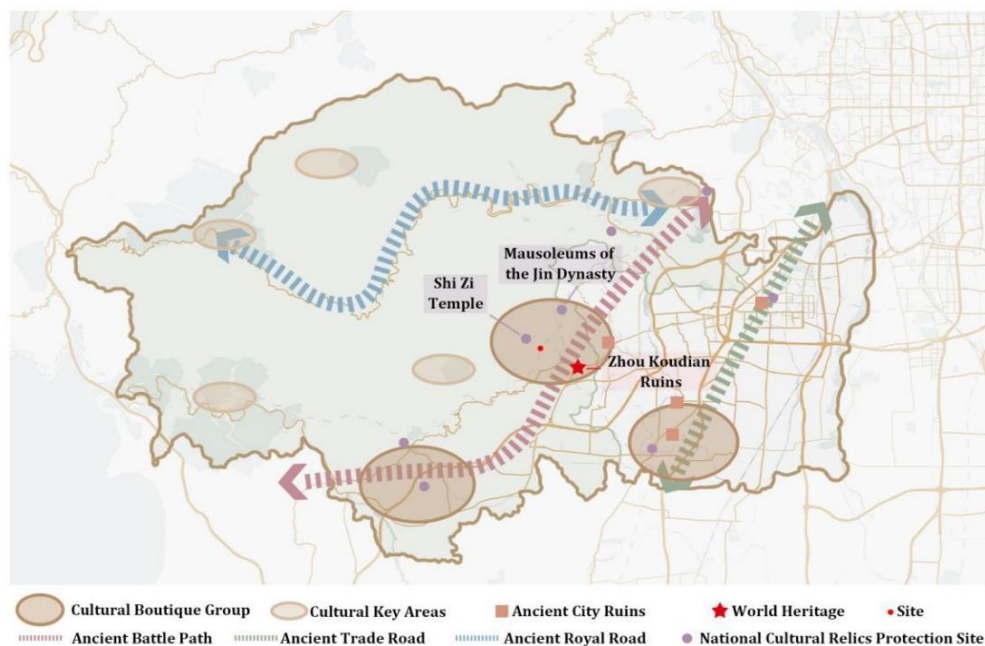 Mausoleums of
the Jin Dynasty
Shi Zi
Temple
Zhou Koudian
Ruins
Cultural Boutique Group
Cultural Key Areas
Ancient City Ruins
World Heritage
Site
Ancient Battle Path
Ancient Trade Road
Ancient Royal Road
National Cultural Relics Protection Site